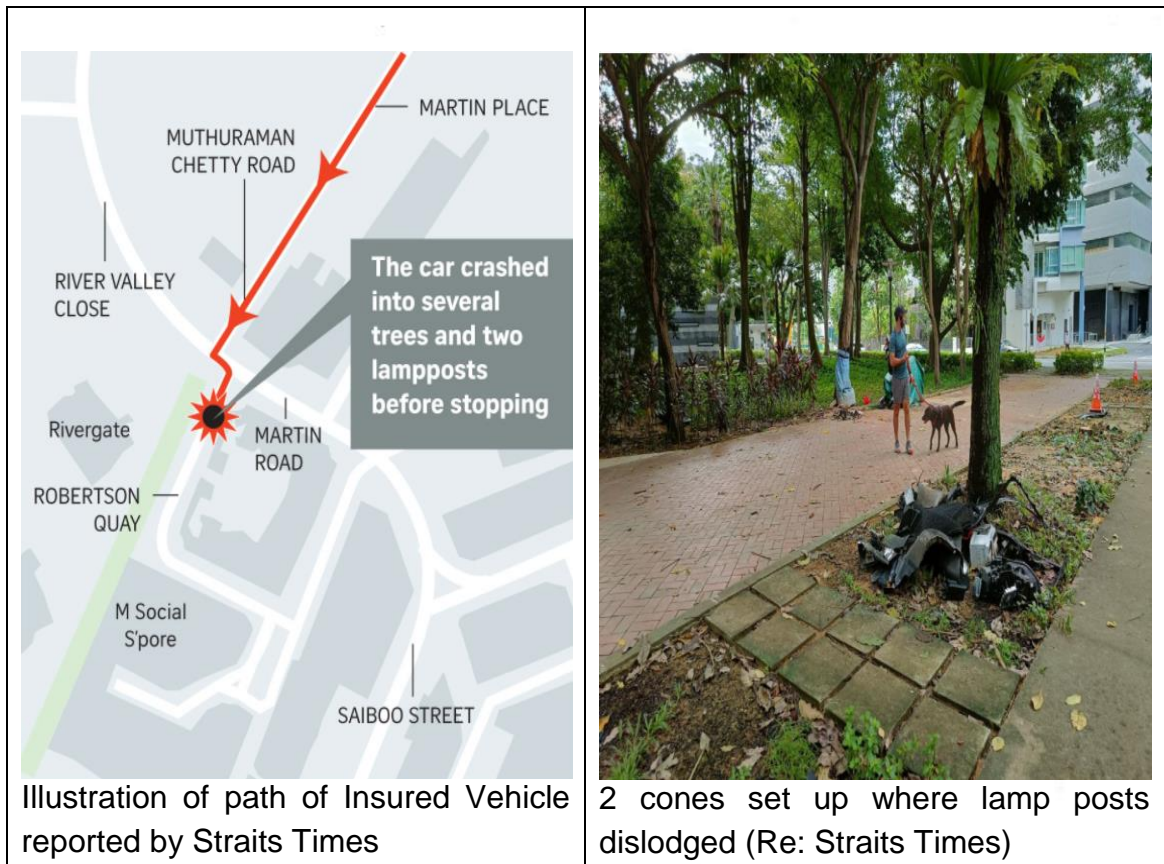 MARTIN PLACE
MUTHURAMAN
CHETTY ROAD
RIVER VALLEY
CLOSE
The car crashed
into several
trees and two
lampposts
before stopping
Rivergate
MARTIN
ROAD
ROBERTSON
QUAY
M Social
S'pore
SAIBOO STREET
Illustration of path of Insured Vehicle
reported by Straits Times
2 cones set up where lamp posts
dislodged (Re: Straits Times)